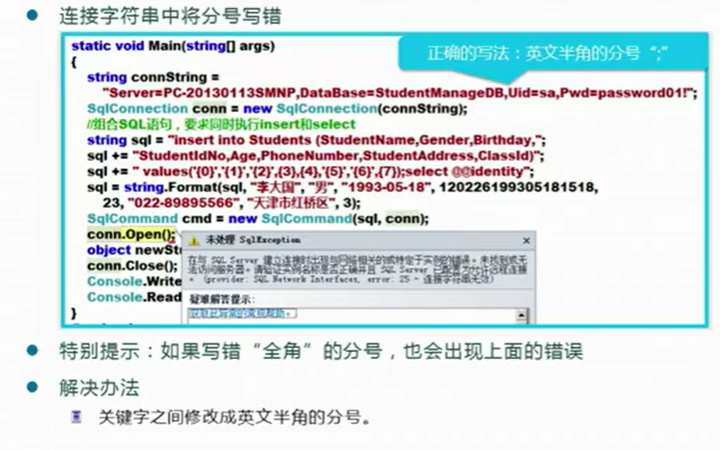 连接字符串中将分号写错
正确的写法：英文半角的分号“;”
static void Main(string[] args)
{
string connString =
"Server=PC-20130113SMNP,DataBase=StudentManageDB,Uid=sa,Pwd=password01!";
SqlConnection conn = new SqlConnection(connString);
//组合SQL语句，要求同时执行insert和select
string sql = "insert into Students (StudentName,Gender,Birthday,";
sql += "StudentIdNo,Age,PhoneNumber,StudentAddress,ClassId)";
sql += " values('{0}','{1}','{2}',{3},{4},'{5}','{6}',{7});select @@identity";
sql = string.Format(sql, "李大国", "男", "1993-05-18", 120226199305181518,
23, "022-89895566", "天津市红桥区", 3);
SqlCommand cmd = new SqlCommand(sql, conn);
conn.Open();
object newStu
conn.Close();
Console.Write
Console.Read
}
未处理 SqlException
在与 SQL Server 建立连接时出现与网络相关的或特定于实例的错误。未找到或无
法访问服务器。请验证实例名称是否正确并且 SQL Server 已配置为允许远程连接
。 (provider: SQL Network Interfaces, error: 25 - 连接字符串无效)
疑难解答提示:
获取此异常的常规帮助。
特别提示：如果写错“全角”的分号，也会出现上面的错误
解决办法
关键字之间修改成英文半角的分号。